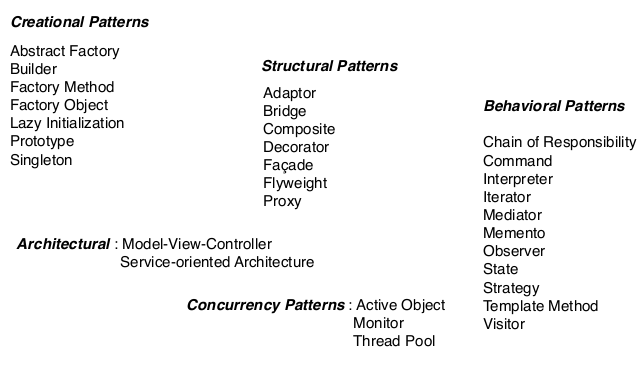 Creational Patterns
Abstract Factory
Builder
Factory Method
Factory Object
Lazy Initialization
Prototype
Singleton
Structural Patterns
Adaptor
Bridge
Composite
Decorator
Façade
Flyweight
Proxy
Behavioral Patterns
Chain of Responsibility
Command
Interpreter
Iterator
Mediator
Memento
Observer
State
Strategy
Template Method
Visitor
Architectural : Model-View-Controller
Service-oriented Architecture
Concurrency Patterns : Active Object
Monitor
Thread Pool